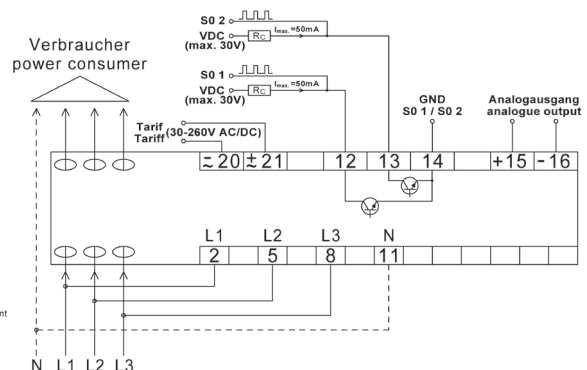 S0 2
VDC
(max. 30V)
RC
Imax. =50mA
S0 1
VDC
(max. 30V)
RC
Imax. =50mA
Verbraucher
power consumer
Tarif
Tariff
(30-260V AC/DC)
GND
S0 1 / S0 2
Analogausgang
analogue output
≂ 20
± 21
12
13
14
+15
-16
L1
L2
L3
N
2
5
8
11
N L1 L2 L3